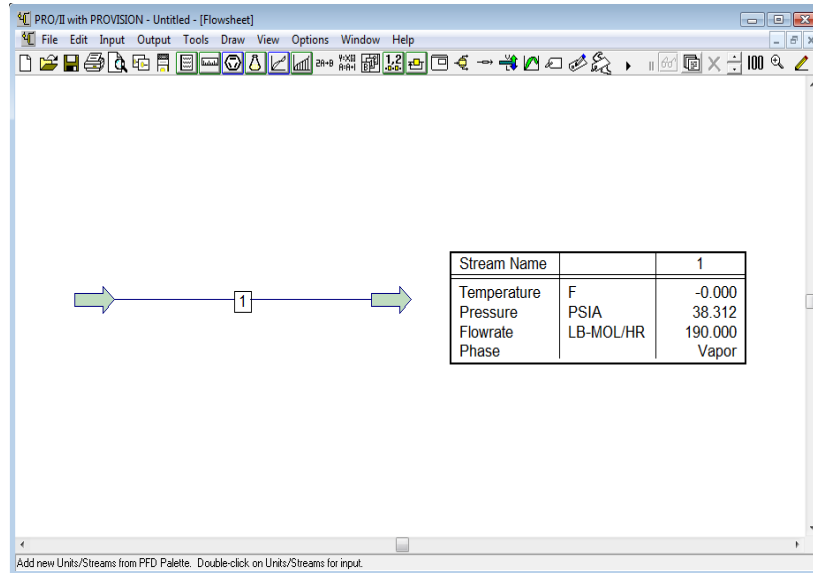 PRO/II with PROVISION - Untitled - [Flowsheet]
File Edit Input Output Tools Draw View Options Window Help
100
1
Stream Name 1
Temperature F -0.000
Pressure PSIA 38.312
Flowrate LB-MOL/HR 190.000
Phase Vapor
Add new Units/Streams from PFD Palette. Double-click on Units/Streams for input.